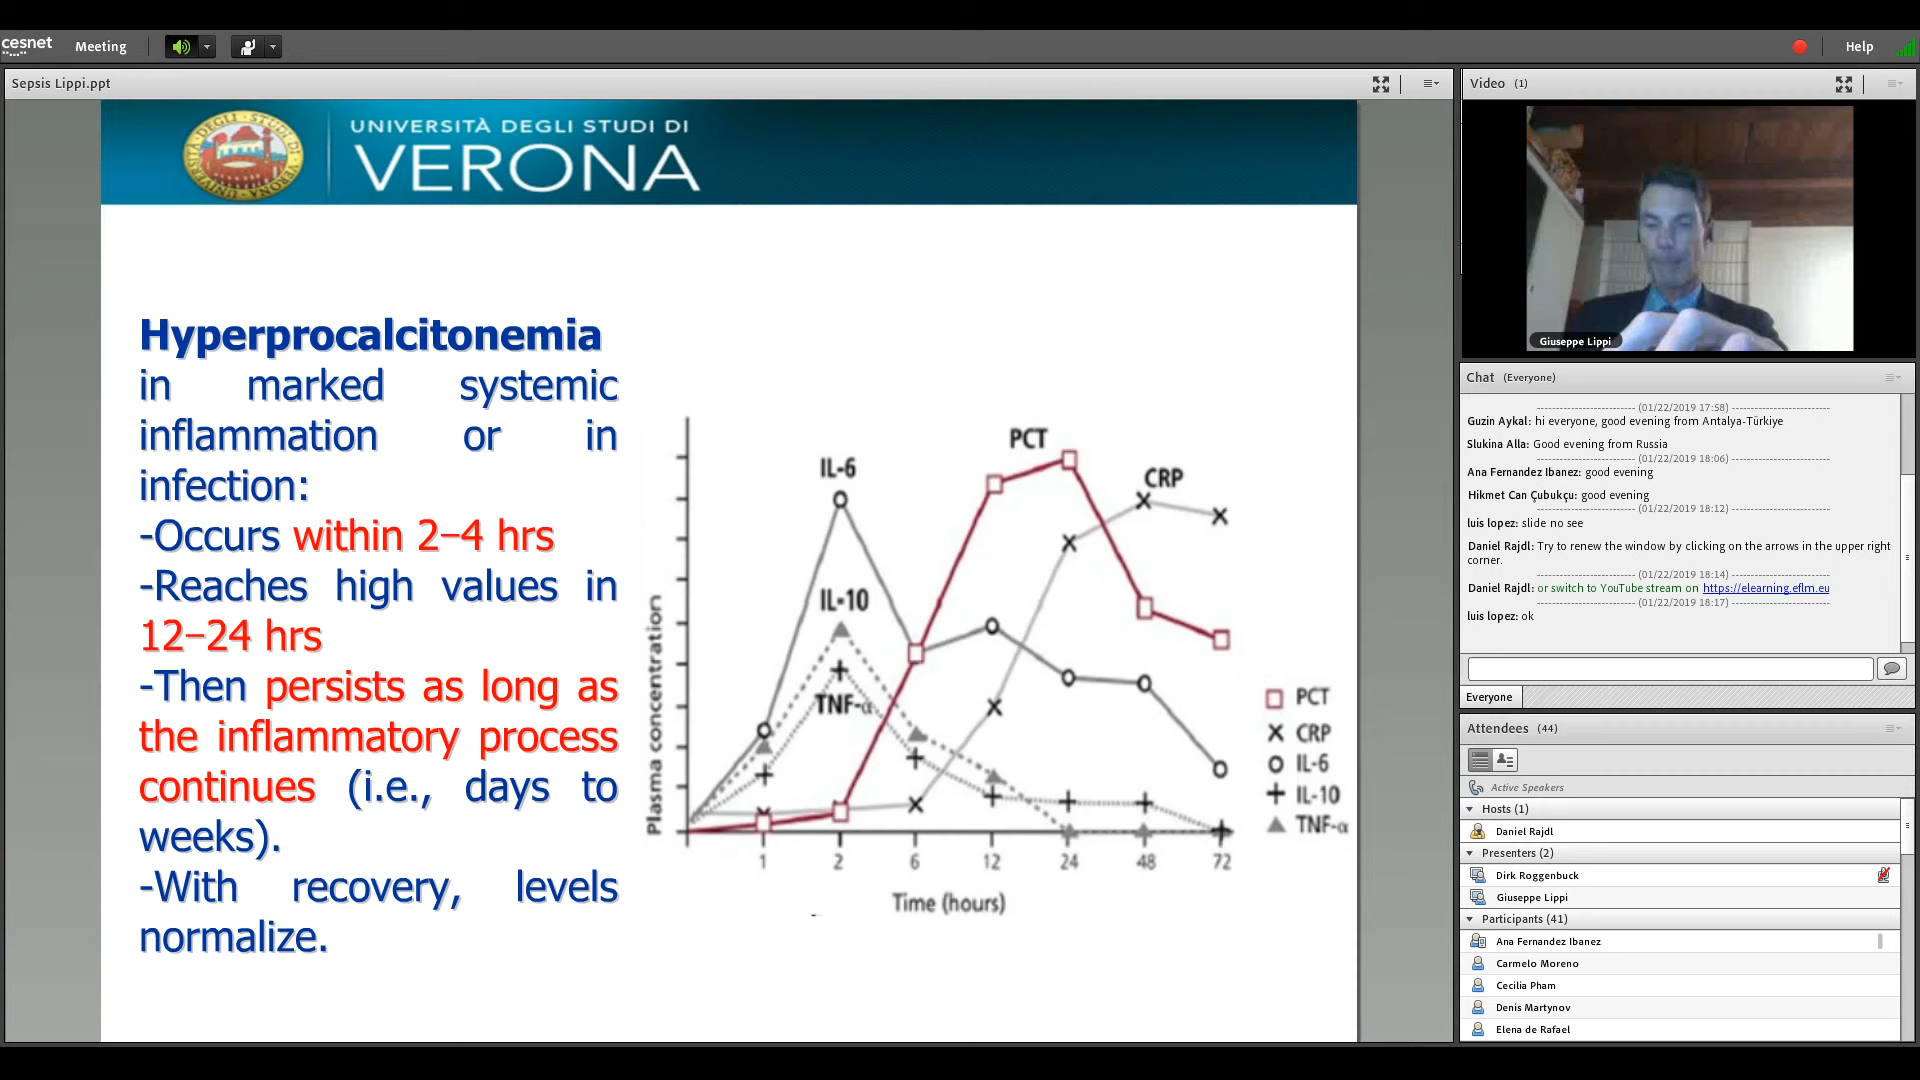 cesnet
Meeting
Help
Sepsis Lippi.ppt
UNIVERSITÀ DEGLI STUDI DI
VERONA
Hyperprocalcitonemia
in marked systemic
inflammation or in
infection:
-Occurs within 2–4 hrs
-Reaches high values in
12–24 hrs
-Then persists as long as
the inflammatory process
continues (i.e., days to
weeks).
-With recovery, levels
normalize.
Plasma concentration
IL-6
IL-10
TNF-α
PCT
CRP
1 2 6 12 24 48 72
Time (hours)
PCT
CRP
IL-6
IL-10
TNF-α
Video (1)
Giuseppe Lippi
Chat (Everyone)
-------------------------- (01/22/2019 17:58) --------------------------
Guzin Aykal: hi everyone, good evening from Antalya-Türkiye
Slukina Alla: Good evening from Russia
-------------------------- (01/22/2019 18:06) --------------------------
Ana Fernandez Ibanez: good evening
Hikmet Can Çubukçu: good evening
-------------------------- (01/22/2019 18:12) --------------------------
luis lopez: slide no see
Daniel Rajdl: Try to renew the window by clicking on the arrows in the upper right
corner.
-------------------------- (01/22/2019 18:14) --------------------------
Daniel Rajdl: or switch to YouTube stream on https://elearning.eflm.eu
-------------------------- (01/22/2019 18:17) --------------------------
luis lopez: ok
Everyone
Attendees (44)
Active Speakers
Hosts (1)
Daniel Rajdl
Presenters (2)
Dirk Roggenbuck
Giuseppe Lippi
Participants (41)
Ana Fernandez Ibanez
Carmelo Moreno
Cecilia Pham
Denis Martynov
Elena de Rafael